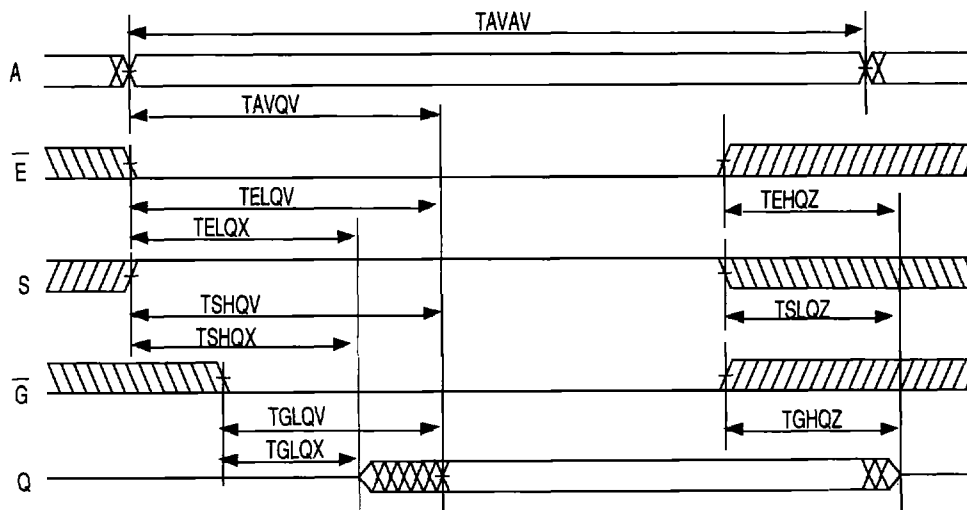 TAVAV
A
TAVQV
E
TELQV
TEHQZ
TELQX
S
TSHQV
TSLQZ
TSHQX
G
TGLQV
TGHQZ
TGLQX
Q